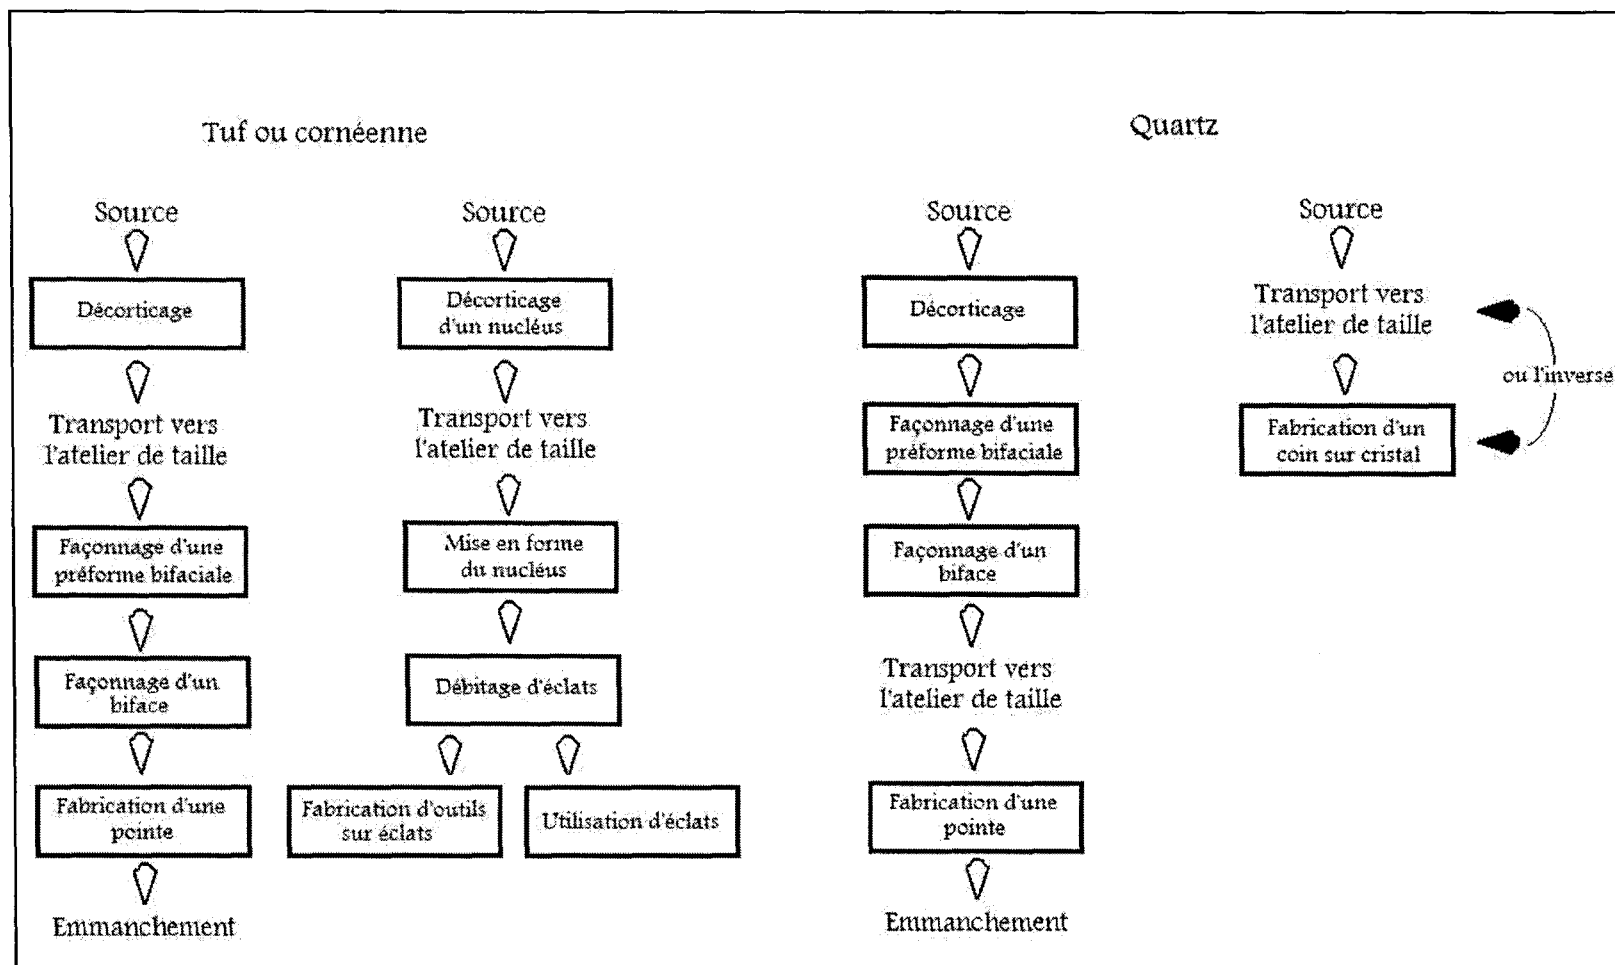 Tuf ou cornéenne
Source
Décorticage
Transport vers
l'atelier de taille
Façonnage d'une
préforme bifaciale
Façonnage d'un
biface
Fabrication d'une
pointe
Emmanchement
Source
Décorticage
d'un nucléus
Transport vers
l'atelier de taille
Mise en forme
du nucléus
Débitage d'éclats
Fabrication d'outils
sur éclats
Utilisation d'éclats
Quartz
Source
Décorticage
Façonnage d'une
préforme bifaciale
Façonnage d'un
biface
Transport vers
l'atelier de taille
Fabrication d'une
pointe
Emmanchement
Source
Transport vers
l'atelier de taille
Fabrication d'un
coin sur cristal
ou l'inverse